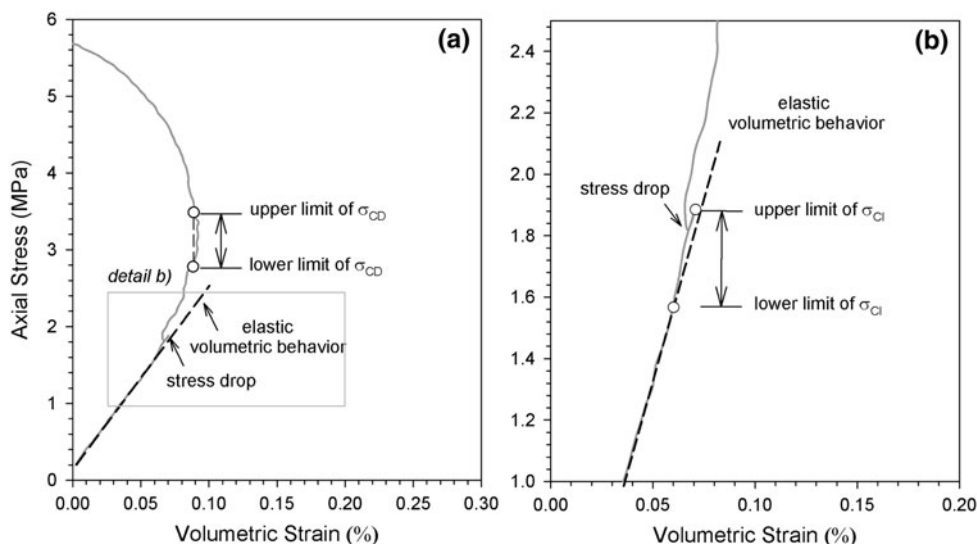 (a)
6
5
4
3
2
1
0
Axial Stress (MPa)
upper limit of σCD
lower limit of σCD
detail b)
elastic
volumetric behavior
stress drop
0.00 0.05 0.10 0.15 0.20 0.25 0.30
Volumetric Strain (%)
(b)
2.4
2.2
2.0
1.8
1.6
1.4
1.2
1.0
elastic
volumetric behavior
stress drop
upper limit of σCI
lower limit of σCI
0.00 0.05 0.10 0.15 0.20
Volumetric Strain (%)